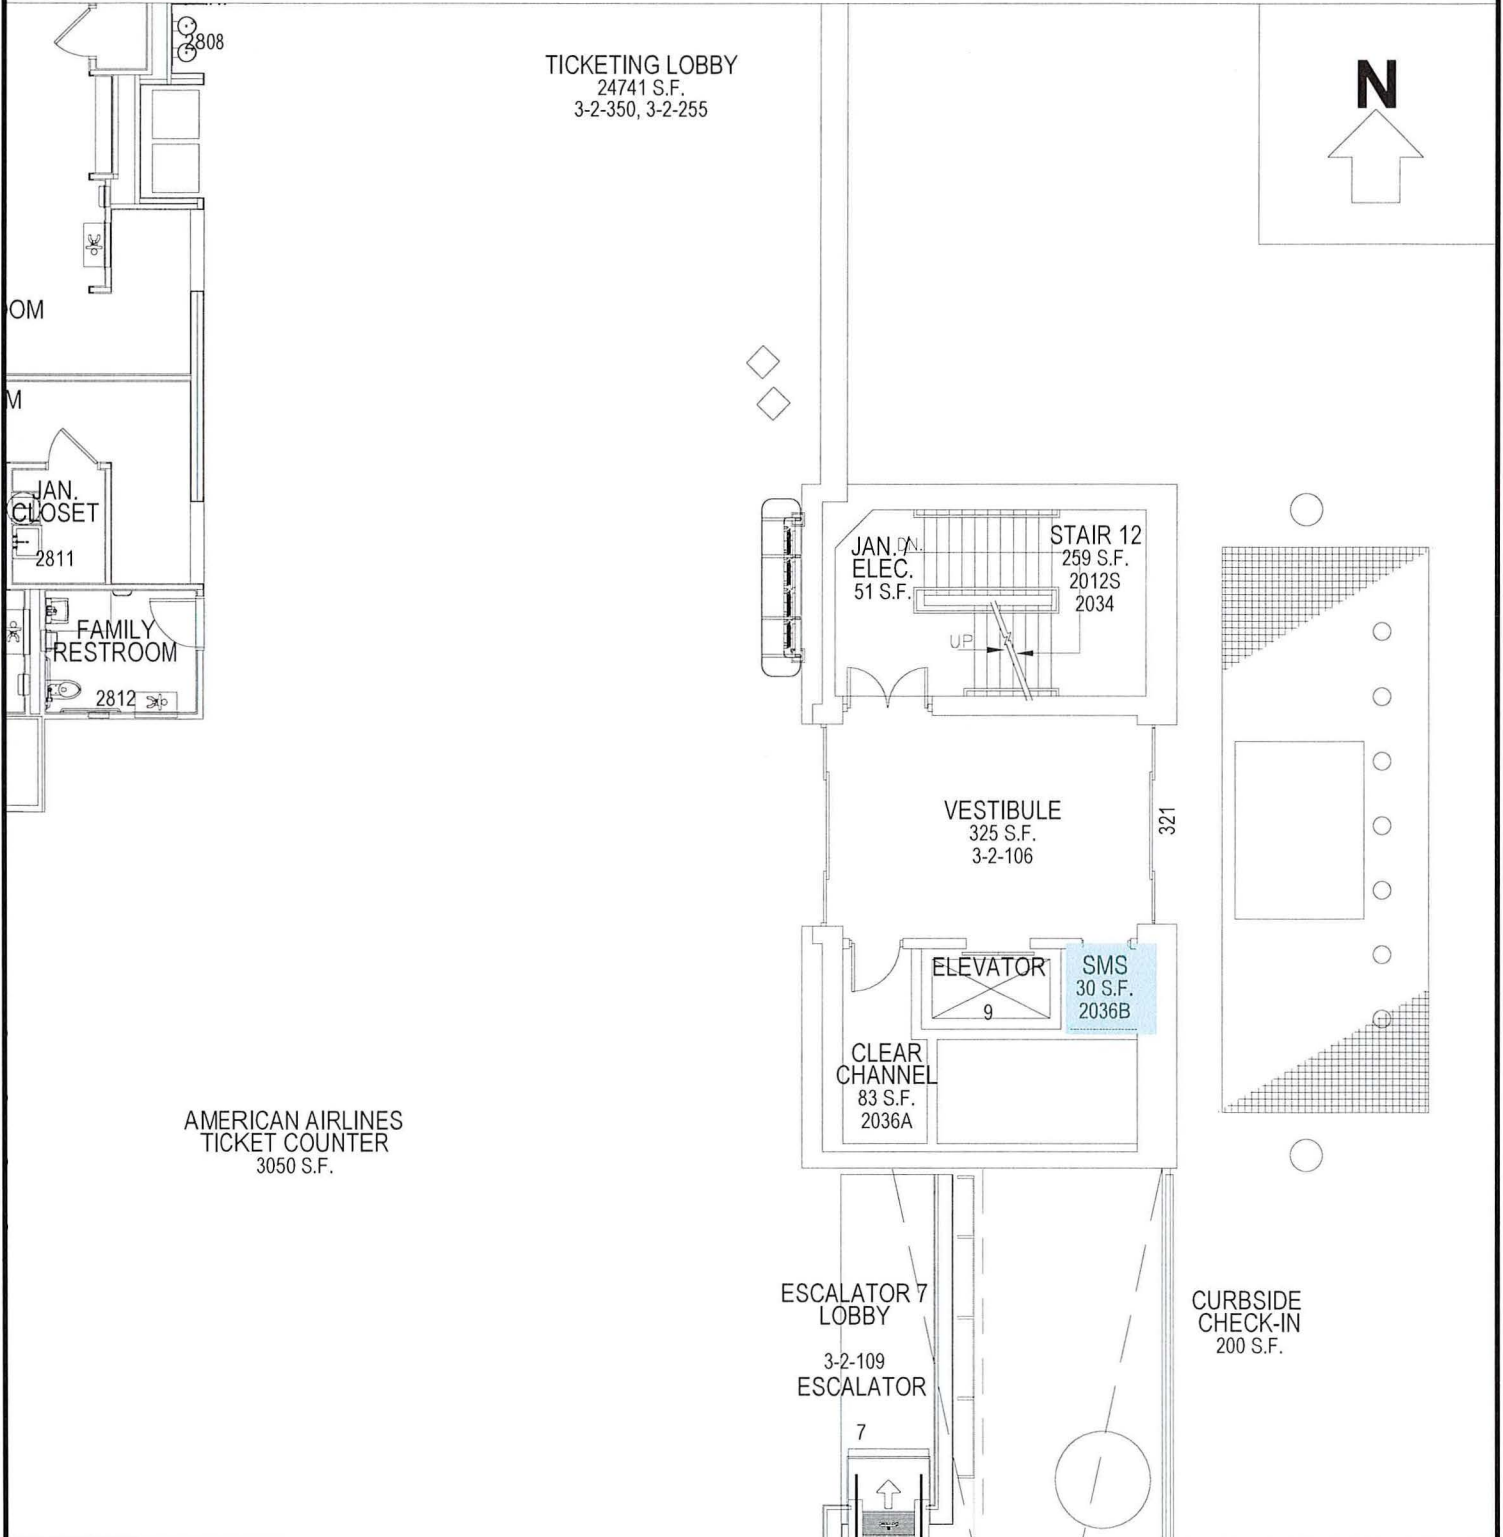 2808
TICKETING LOBBY
24741 S.F.
3-2-350, 3-2-255
N
OM
M
JAN.
CLOSET
2811
FAMILY
RESTROOM
2812
JAN./
ELEC.
51 S.F.
DN.
STAIR 12
259 S.F.
2012S
2034
UP
VESTIBULE
325 S.F.
3-2-106
321
ELEVATOR
9
SMS
30 S.F.
2036B
CLEAR
CHANNEL
83 S.F.
2036A
AMERICAN AIRLINES
TICKET COUNTER
3050 S.F.
ESCALATOR 7
LOBBY
3-2-109
ESCALATOR
7
CURBSIDE
CHECK-IN
200 S.F.